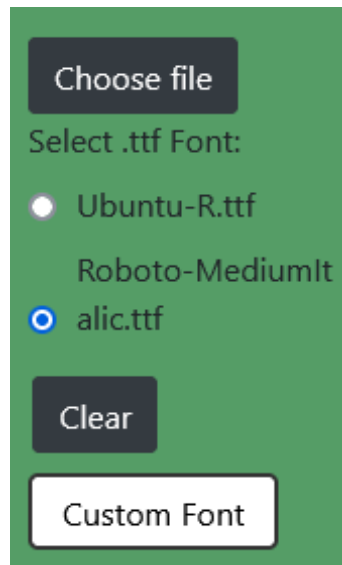 Choose file
Select .ttf Font:
Ubuntu-R.ttf
Roboto-MediumIt
alic.ttf
Clear
Custom Font